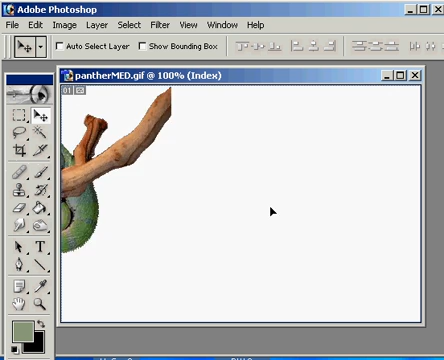 Adobe Photoshop
File Edit Image Layer Select Filter View Window Help
Auto Select Layer Show Bounding Box
pantherMED.gif @ 100% (Index)
01
T